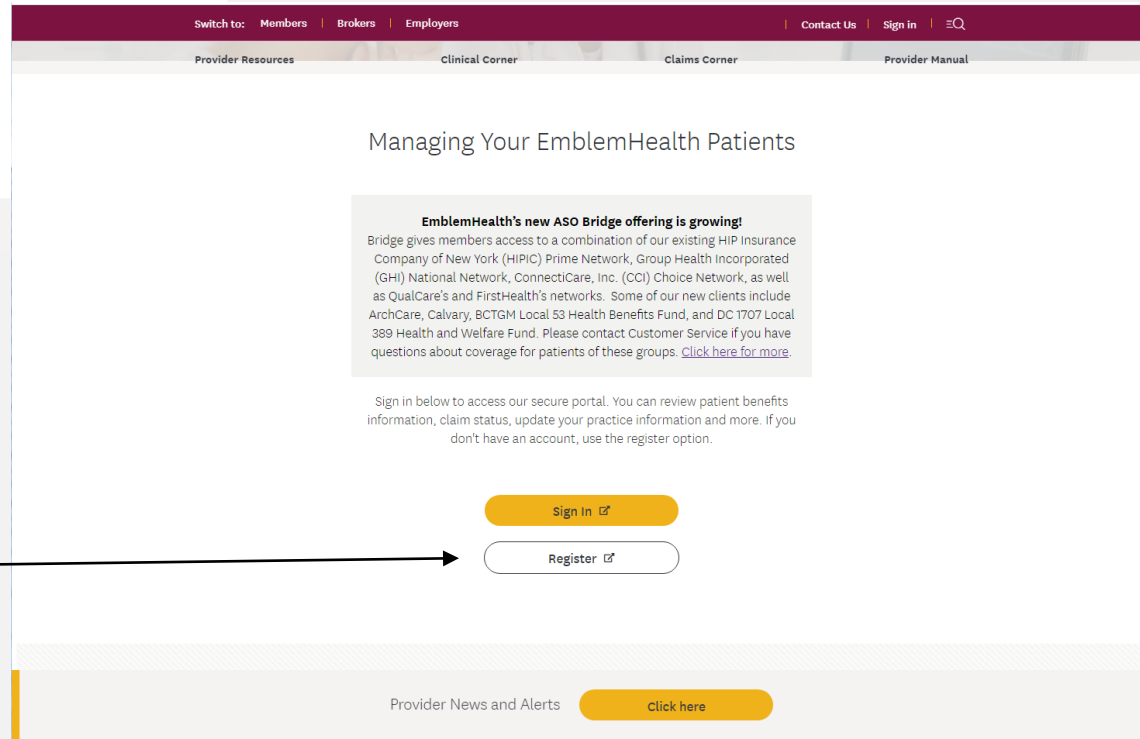 Switch to: Members | Brokers | Employers | Contact Us | Sign in |
Provider Resources Clinical Corner Claims Corner Provider Manual
Managing Your EmblemHealth Patients
EmblemHealth's new ASO Bridge offering is growing!
Bridge gives members access to a combination of our existing HIP Insurance
Company of New York (HIPIC) Prime Network, Group Health Incorporated
(GHI) National Network, ConnectiCare, Inc. (CCI) Choice Network, as well
as QualCare's and FirstHealth's networks. Some of our new clients include
ArchCare, Calvary, BCTGM Local 53 Health Benefits Fund, and DC 1707 Local
389 Health and Welfare Fund. Please contact Customer Service if you have
questions about coverage for patients of these groups. Click here for more.
Sign in below to access our secure portal. You can review patient benefits
information, claim status, update your practice information and more. If you
don't have an account, use the register option.
Sign In
Register
Provider News and Alerts Click here